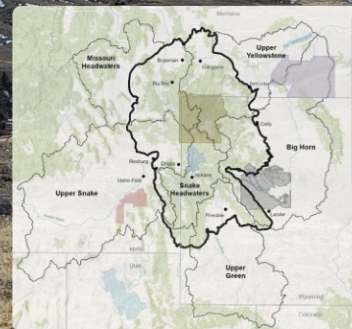 Montana
Upper
Yellowstone
Missouri
Headwaters
Bozeman
Livingston
Big Sky
Cody
Big Horn
Rexburg
Driggs
Idaho Falls
Jackson
Upper Snake
Snake
Headwaters
Pinedale
Lander
Idaho
Utah
Upper
Green
Wyoming
Colorado